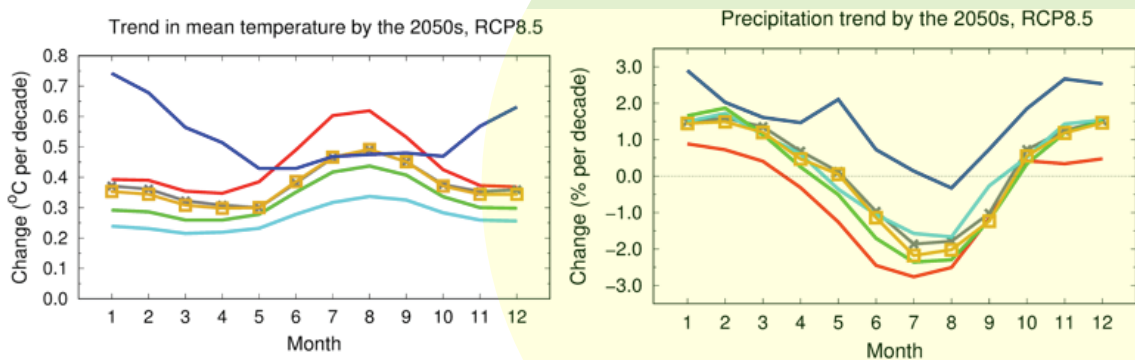 Trend in mean temperature by the 2050s, RCP8.5
Change (°C per decade)
0.8
0.7
0.6
0.5
0.4
0.3
0.2
0.1
0.0
1 2 3 4 5 6 7 8 9 10 11 12
Month
Precipitation trend by the 2050s, RCP8.5
Change (% per decade)
3.0
2.0
1.0
0.0
−1.0
−2.0
−3.0
1 2 3 4 5 6 7 8 9 10 11 12
Month